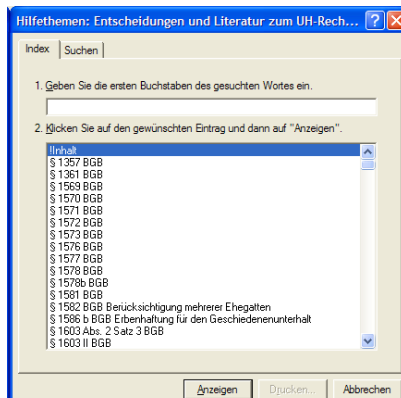 Hilfethemen: Entscheidungen und Literatur zum UH-Rech...
Index
Suchen
1. Geben Sie die ersten Buchstaben des gesuchten Wortes ein.
2. Klicken Sie auf den gewünschten Eintrag und dann auf "Anzeigen".
!Inhalt
§ 1357 BGB
§ 1361 BGB
§ 1569 BGB
§ 1570 BGB
§ 1571 BGB
§ 1572 BGB
§ 1573 BGB
§ 1576 BGB
§ 1577 BGB
§ 1578 BGB
§ 1578b BGB
§ 1581 BGB
§ 1582 BGB Berücksichtigung mehrerer Ehegatten
§ 1586 b BGB Erbenhaftung für den Geschiedenenunterhalt
§ 1603 Abs. 2 Satz 3 BGB
§ 1603 II BGB
Anzeigen
Drucken...
Abbrechen